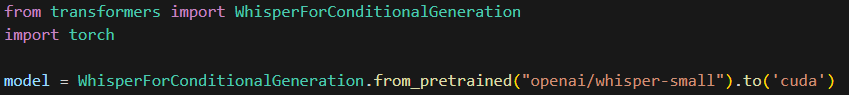 from transformers import WhisperForConditionalGeneration
import torch
model = WhisperForConditionalGeneration.from_pretrained("openai/whisper-small").to('cuda')